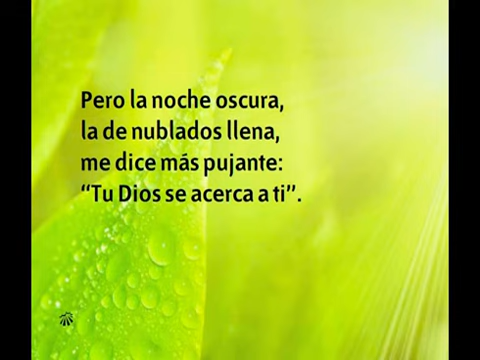 Pero la noche oscura,
la de nublados llena,
me dice más pujante:
“Tu Dios se acerca a ti”.